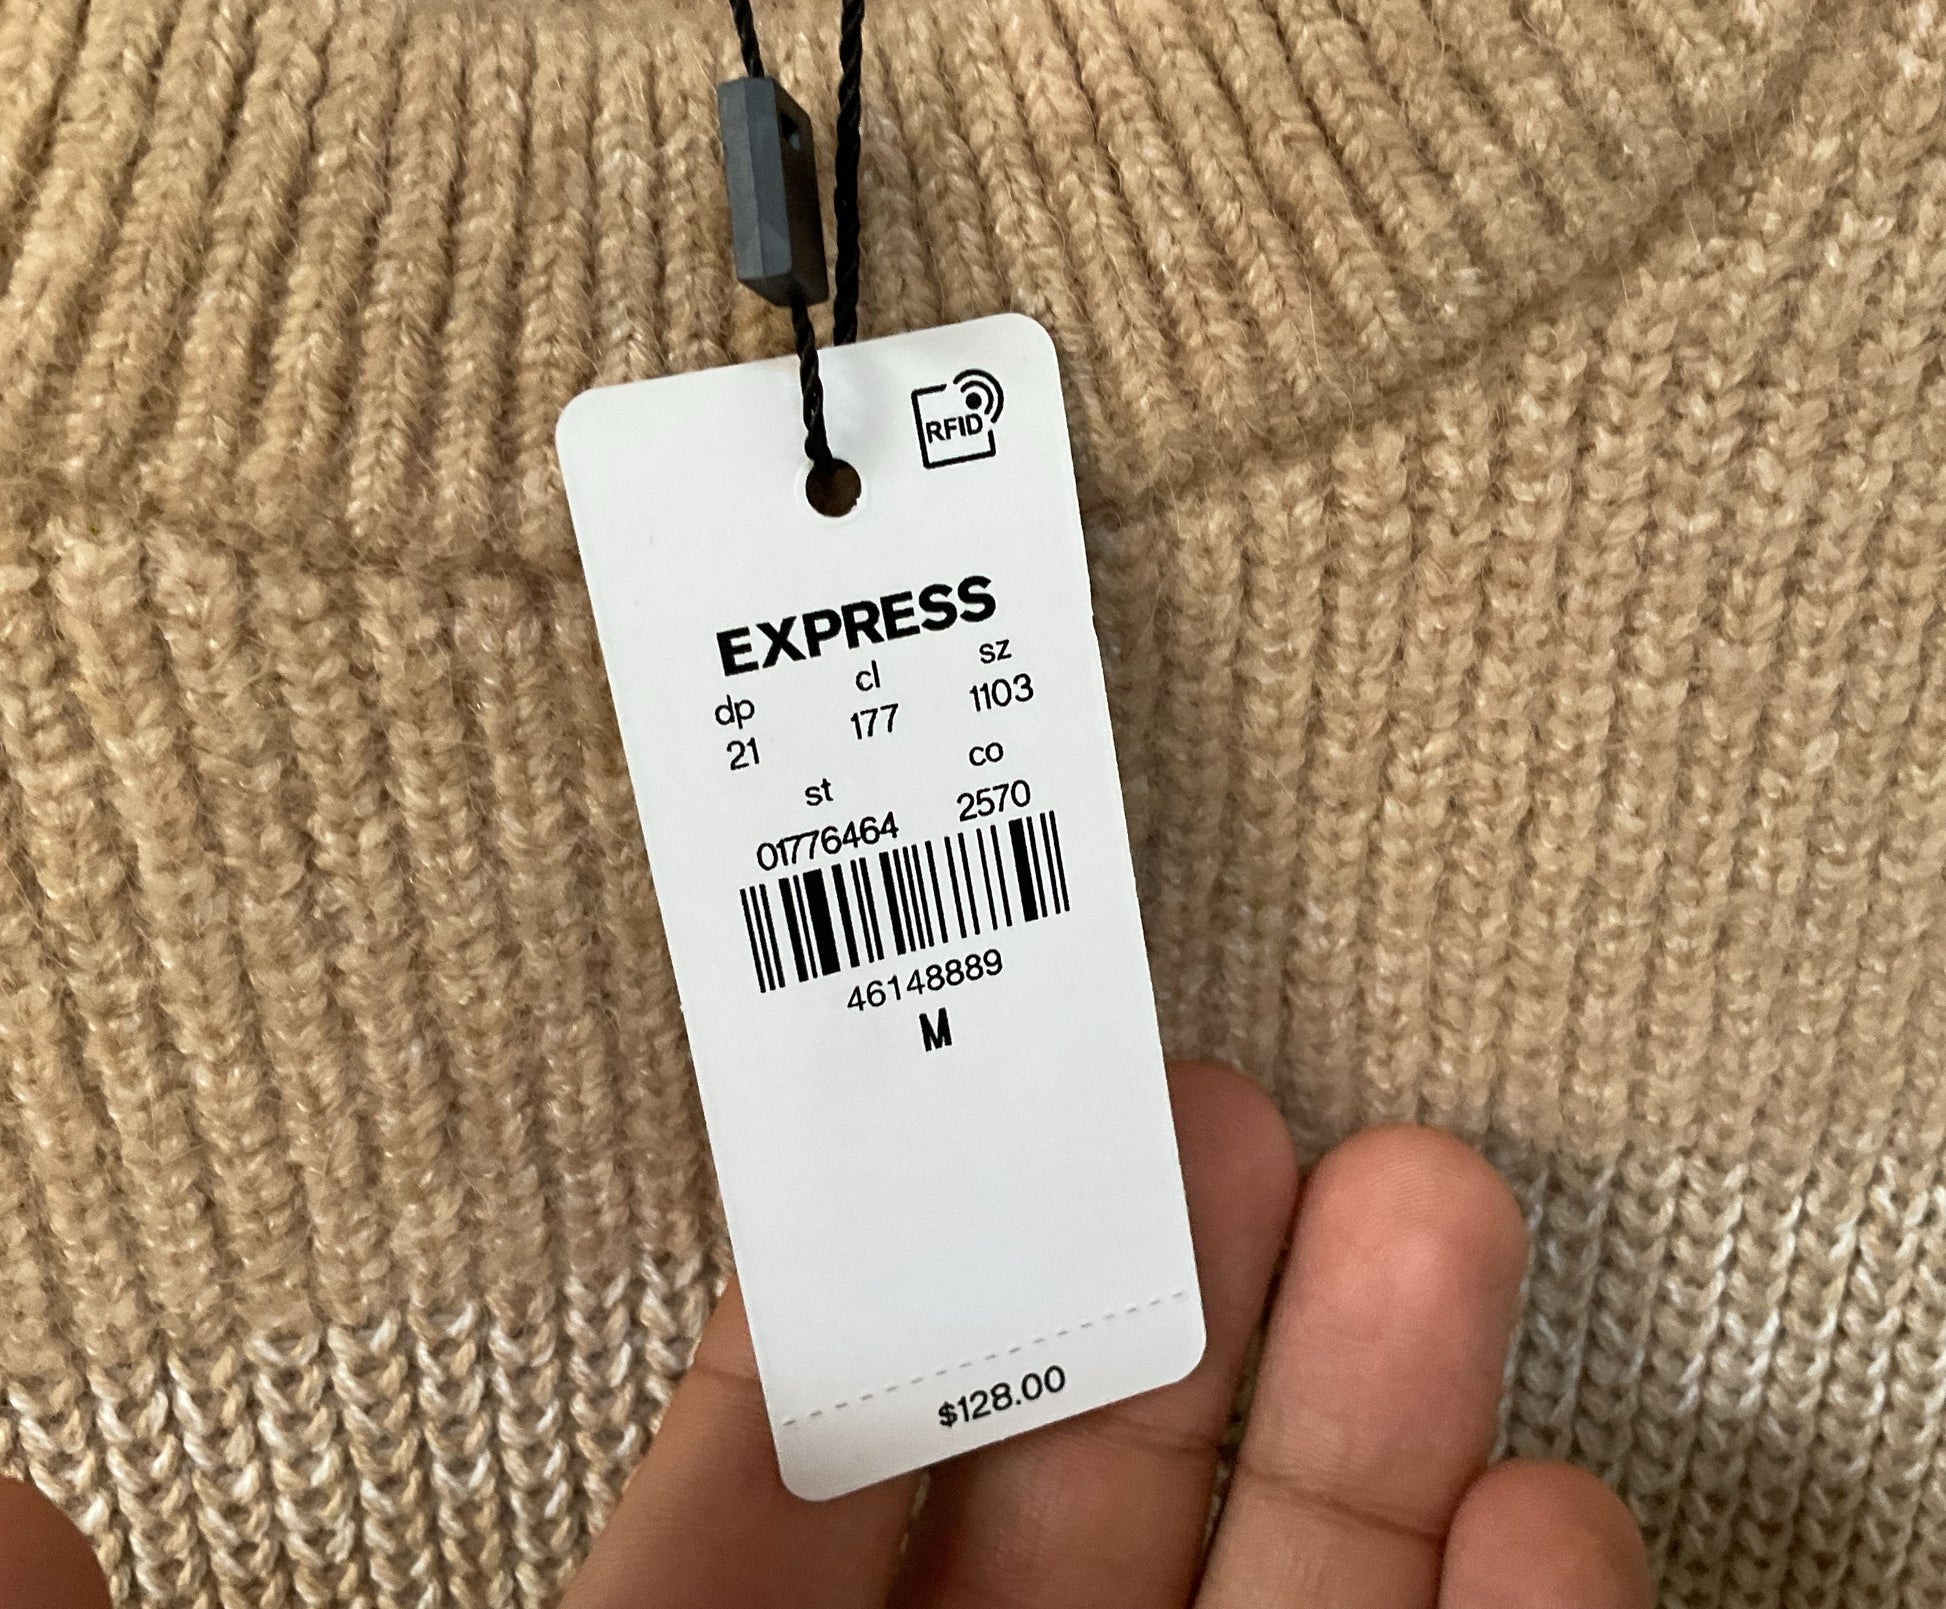 RFID
EXPRESS
dp cl sz
21 177 1103
st co
01776464 2570
46148889
M
$128.00